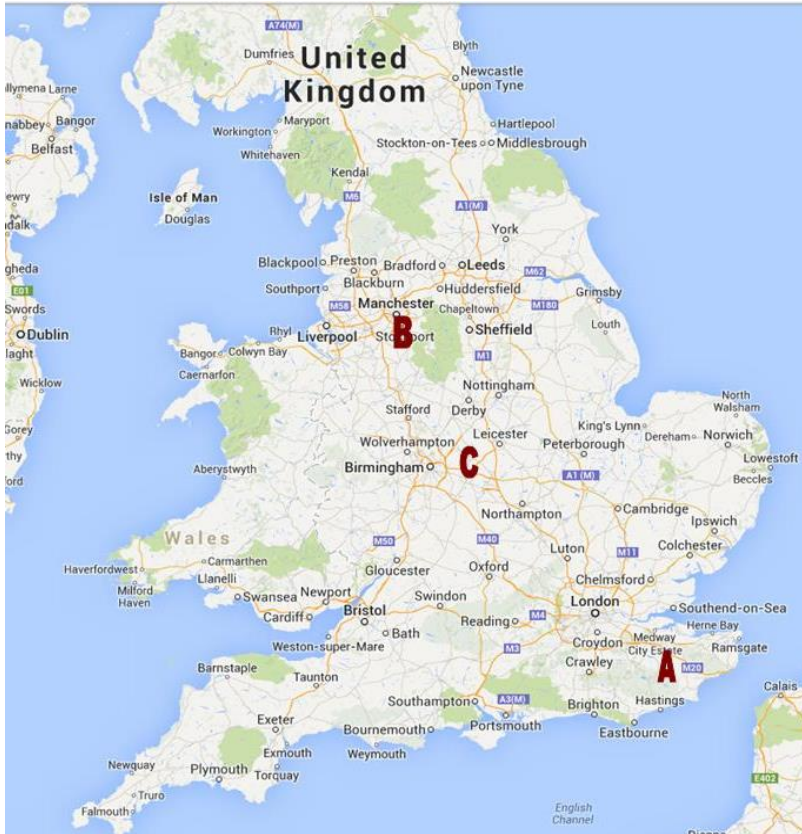 A74(M)
Dumfries
United
Kingdom
Blyth
Newcastle
upon Tyne
Larne
Bangor
Belfast
Workington
Maryport
Whitehaven
Hartlepool
Stockton-on-Tees
Middlesbrough
Kendal
M6
Isle of Man
Douglas
A1(M)
York
Blackpool
Preston
Bradford
Leeds
Blackburn
M62
E01
Southport
Huddersfield
Grimsby
M58
Manchester
Chapeltown
M180
Swords
B
Dublin
Rhyl
Liverpool
Sheffield
Louth
Bangor
Colwyn Bay
M1
Caernarfon
Wicklow
Nottingham
Stafford
Derby
North
Walsham
King's Lynn
Dereham
Norwich
Wolverhampton
Leicester
Peterborough
Birmingham
C
Lowestoft
Aberystwyth
A1 (M)
Beccles
Northampton
Cambridge
Ipswich
Wales
M50
M40
M11
Colchester
Haverfordwest
Carmarthen
Luton
Milford
Haven
Llanelli
Gloucester
Oxford
Chelmsford
Swansea
Newport
Swindon
London
Southend-on-Sea
Cardiff
Bristol
M4
Herne Bay
Bath
Reading
Croydon
Medway
City Estate
Ramsgate
Weston-super-Mare
M3
Crawley
A
M20
Barnstaple
Taunton
Calais
Southampton
A3(M)
Hastings
Exeter
Bournemouth
Portsmouth
Brighton
Eastbourne
Exmouth
Weymouth
Newquay
Plymouth
Torquay
E402
Truro
Falmouth
English
Channel